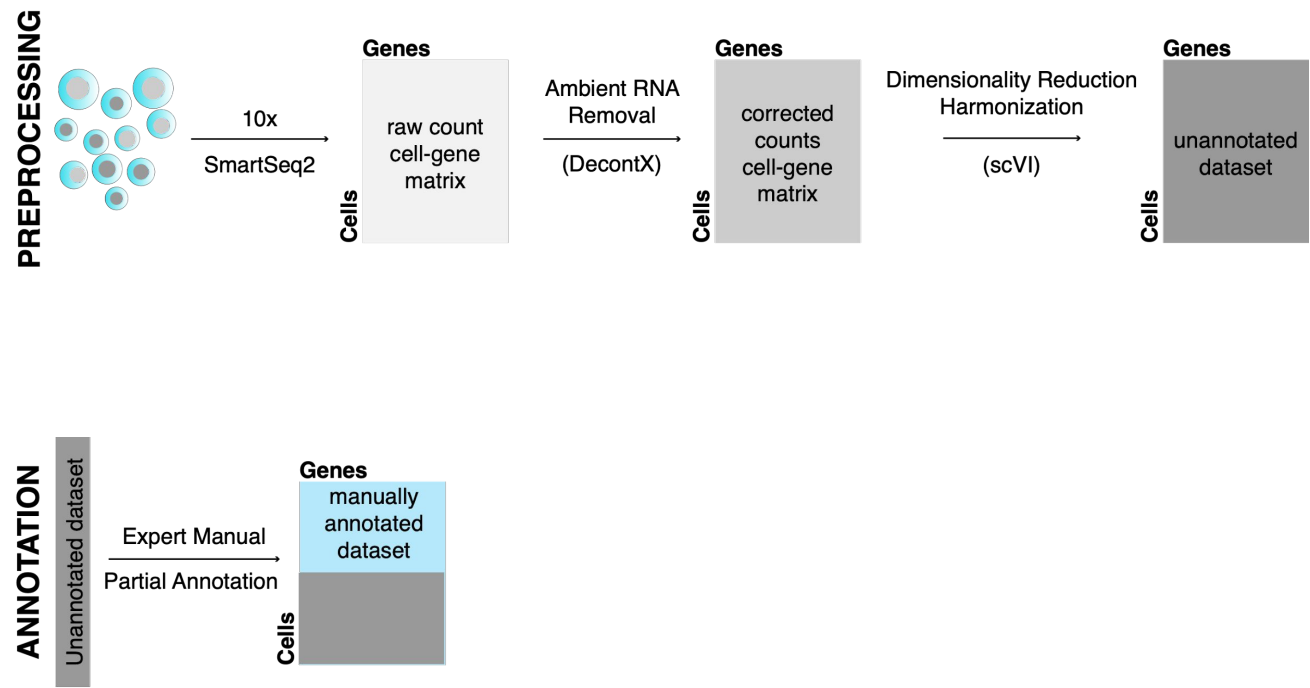 PREPROCESSING
10x
SmartSeq2
Genes
Cells
raw count
cell-gene
matrix
Ambient RNA
Removal
(DecontX)
Genes
Cells
corrected
counts
cell-gene
matrix
Dimensionality Reduction
Harmonization
(scVI)
Genes
Cells
unannotated
dataset
ANNOTATION
Unannotated dataset
Expert Manual
Partial Annotation
Genes
Cells
manually
annotated
dataset